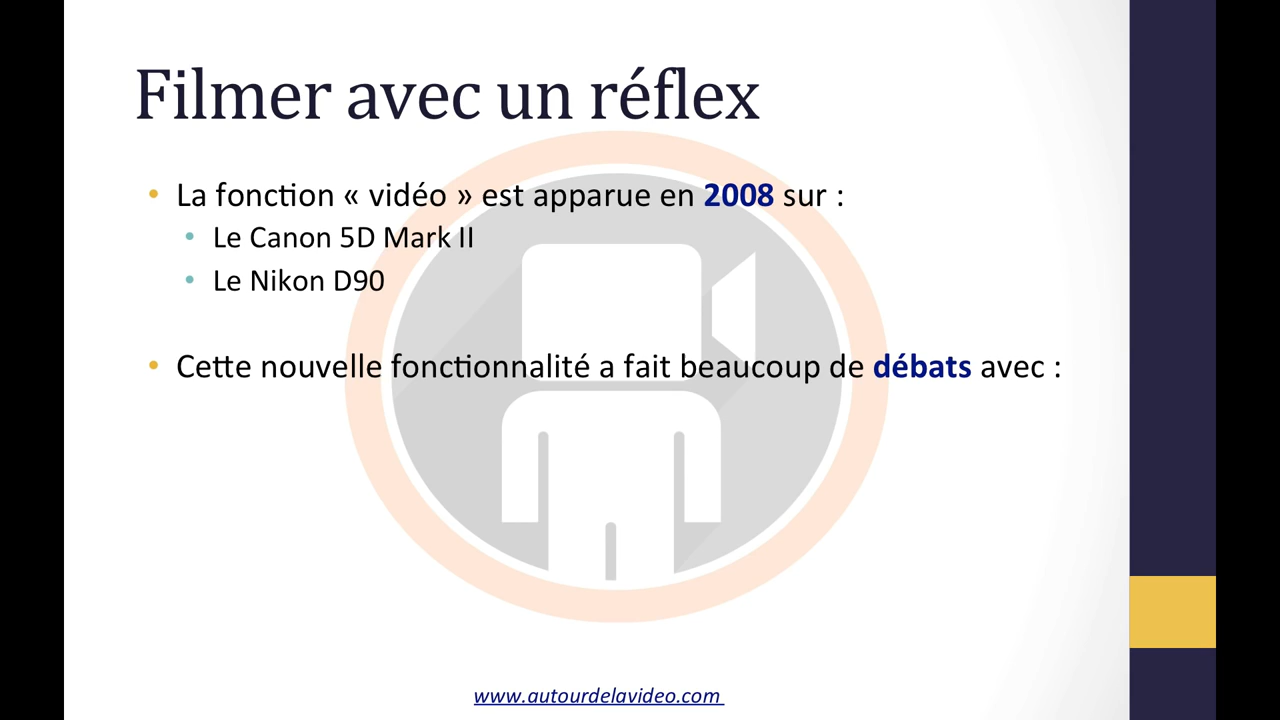 Filmer avec un réflex
• La fonction « vidéo » est apparue en 2008 sur :
• Le Canon 5D Mark II
• Le Nikon D90
• Cette nouvelle fonctionnalité a fait beaucoup de débats avec :
www.autourdelavideo.com